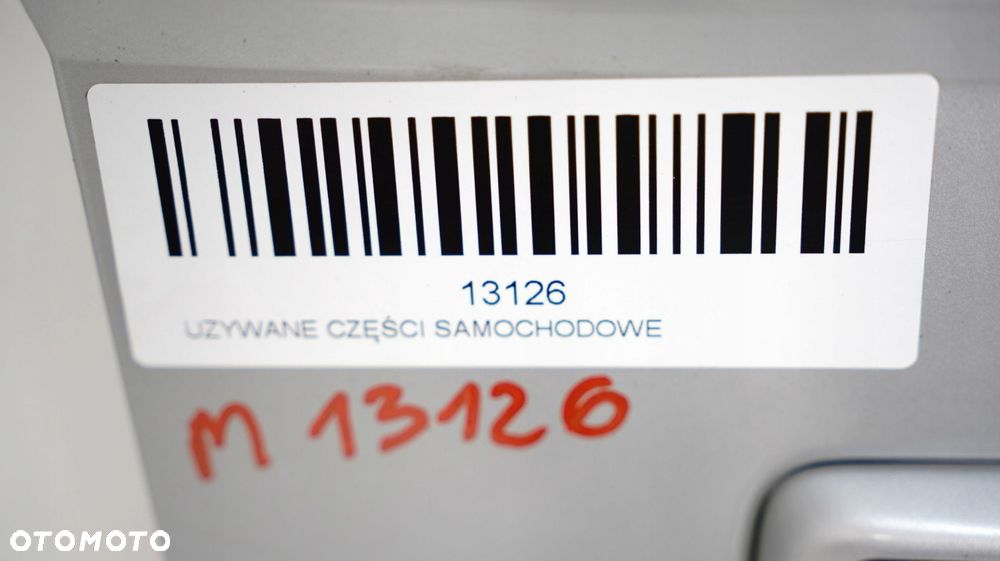 13126
UZYWANE CZĘŚCI SAMOCHODOWE
M 13126
OTOMOTO